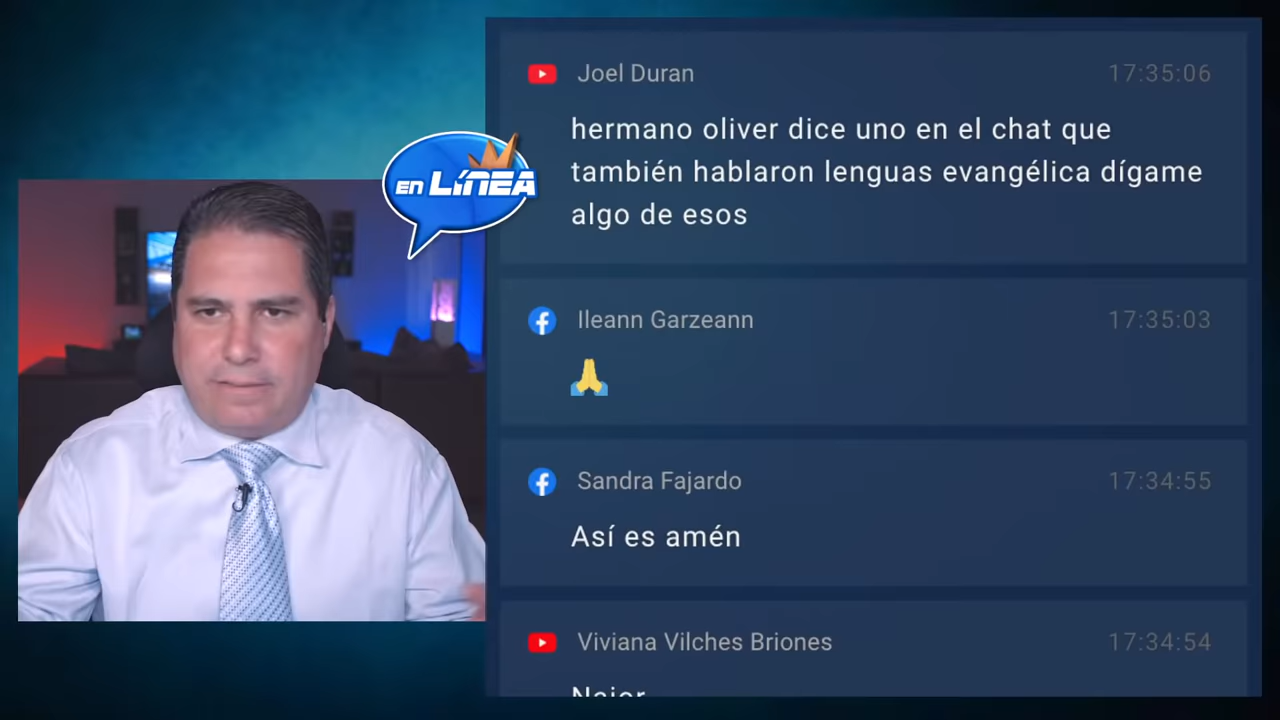 EN LÍNEA
Joel Duran 17:35:06
hermano oliver dice uno en el chat que
también hablaron lenguas evangélica dígame
algo de esos
Ileann Garzeann 17:35:03
Sandra Fajardo 17:34:55
Así es amén
Viviana Vilches Briones 17:34:54